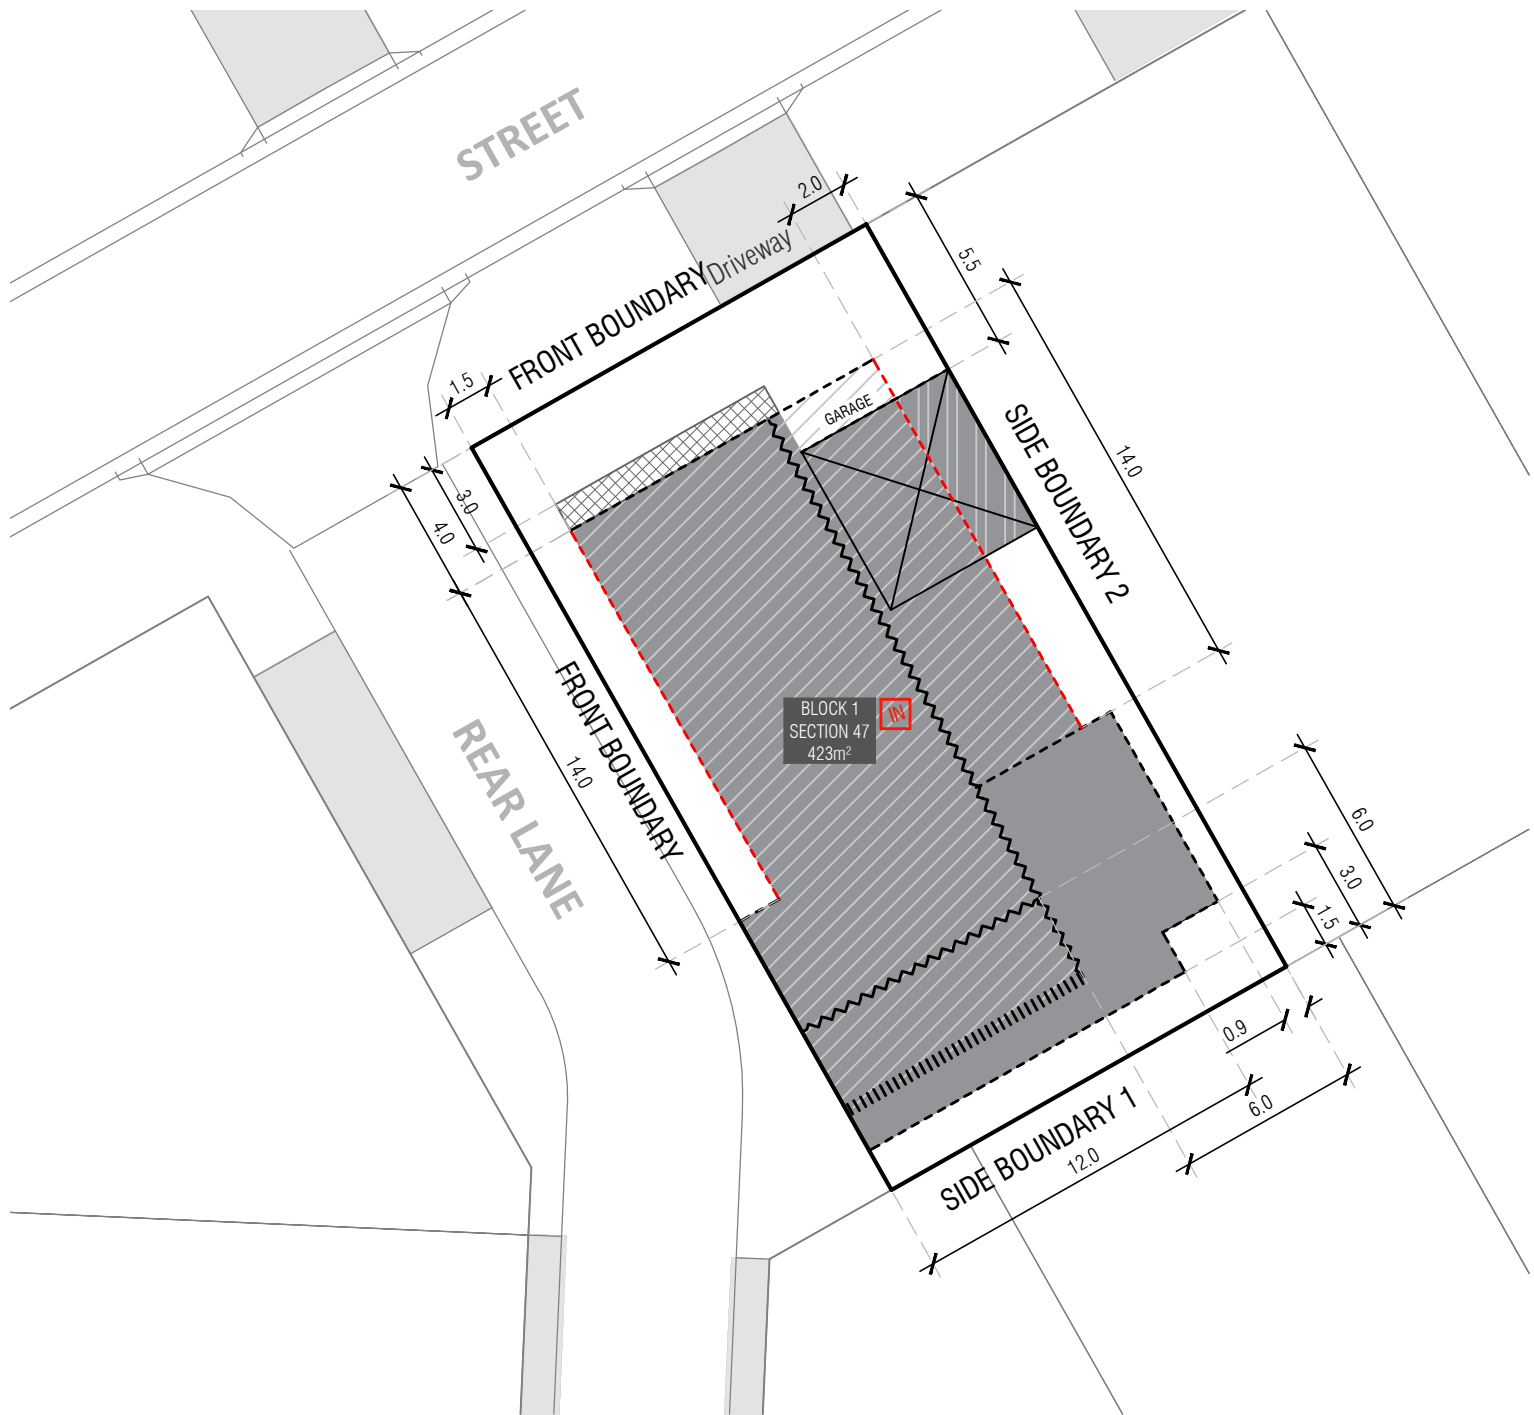 STREET
2.0
Driveway
5.5
FRONT BOUNDARY
1.5
GARAGE
3.0
4.0
14.0
SIDE BOUNDARY 2
FRONT BOUNDARY
BLOCK 1
SECTION 47
423m²
IN
REAR LANE
14.0
6.0
3.0
1.5
0.9
6.0
SIDE BOUNDARY 1
12.0